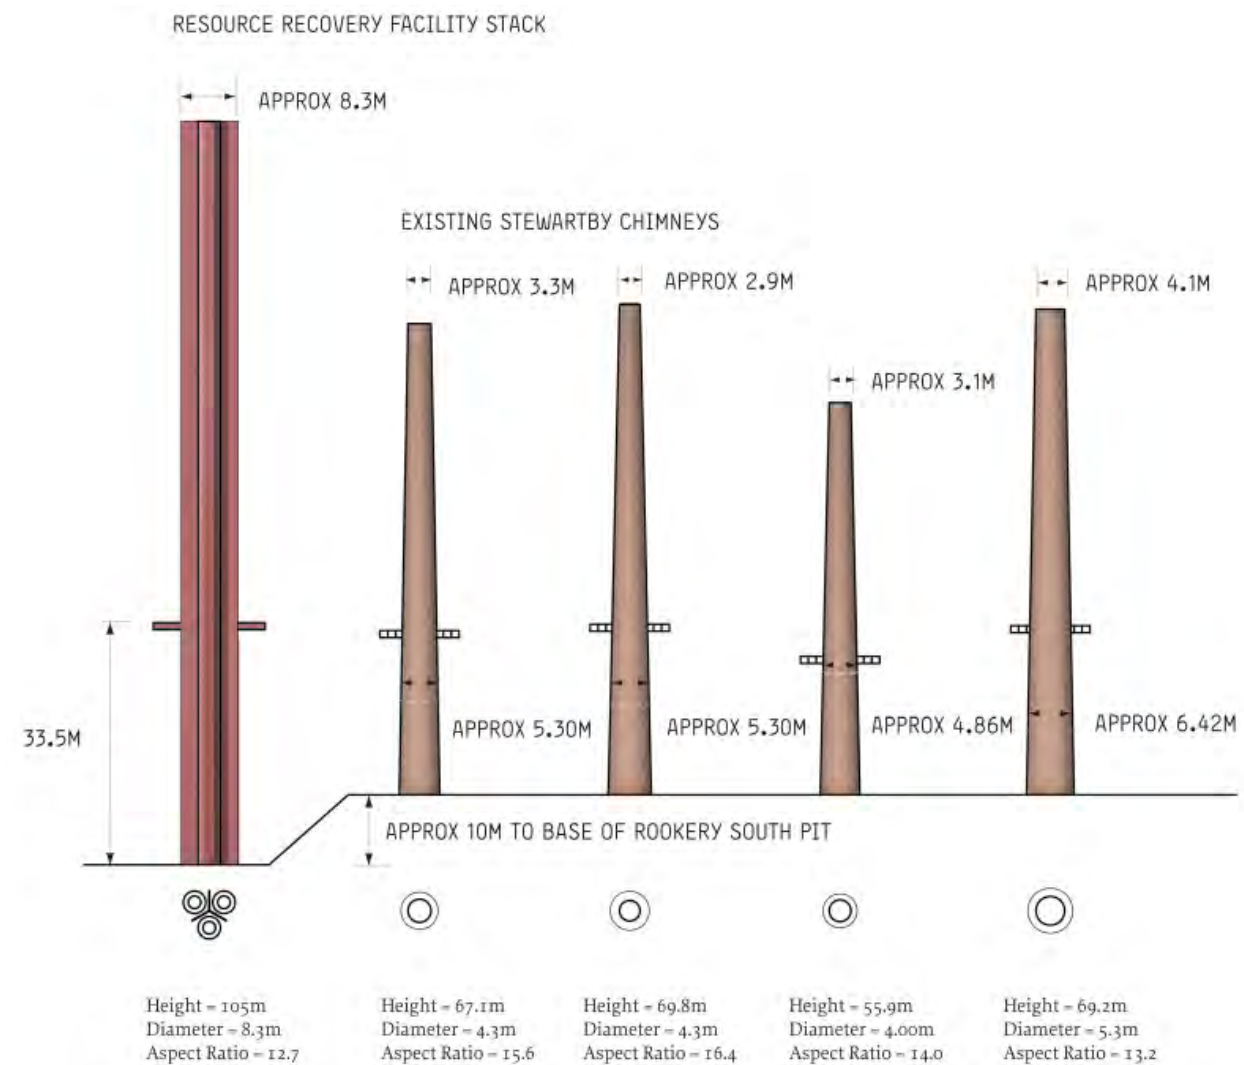 RESOURCE RECOVERY FACILITY STACK
APPROX 8.3M
EXISTING STEWARTBY CHIMNEYS
APPROX 3.3M
APPROX 2.9M
APPROX 4.1M
APPROX 3.1M
33.5M
APPROX 5.30M
APPROX 5.30M
APPROX 4.86M
APPROX 6.42M
APPROX 10M TO BASE OF ROOKERY SOUTH PIT
Height = 105m
Diameter = 8.3m
Aspect Ratio = 12.7
Height = 67.1m
Diameter = 4.3m
Aspect Ratio = 15.6
Height = 69.8m
Diameter = 4.3m
Aspect Ratio = 16.4
Height = 55.9m
Diameter = 4.00m
Aspect Ratio = 14.0
Height = 69.2m
Diameter = 5.3m
Aspect Ratio = 13.2